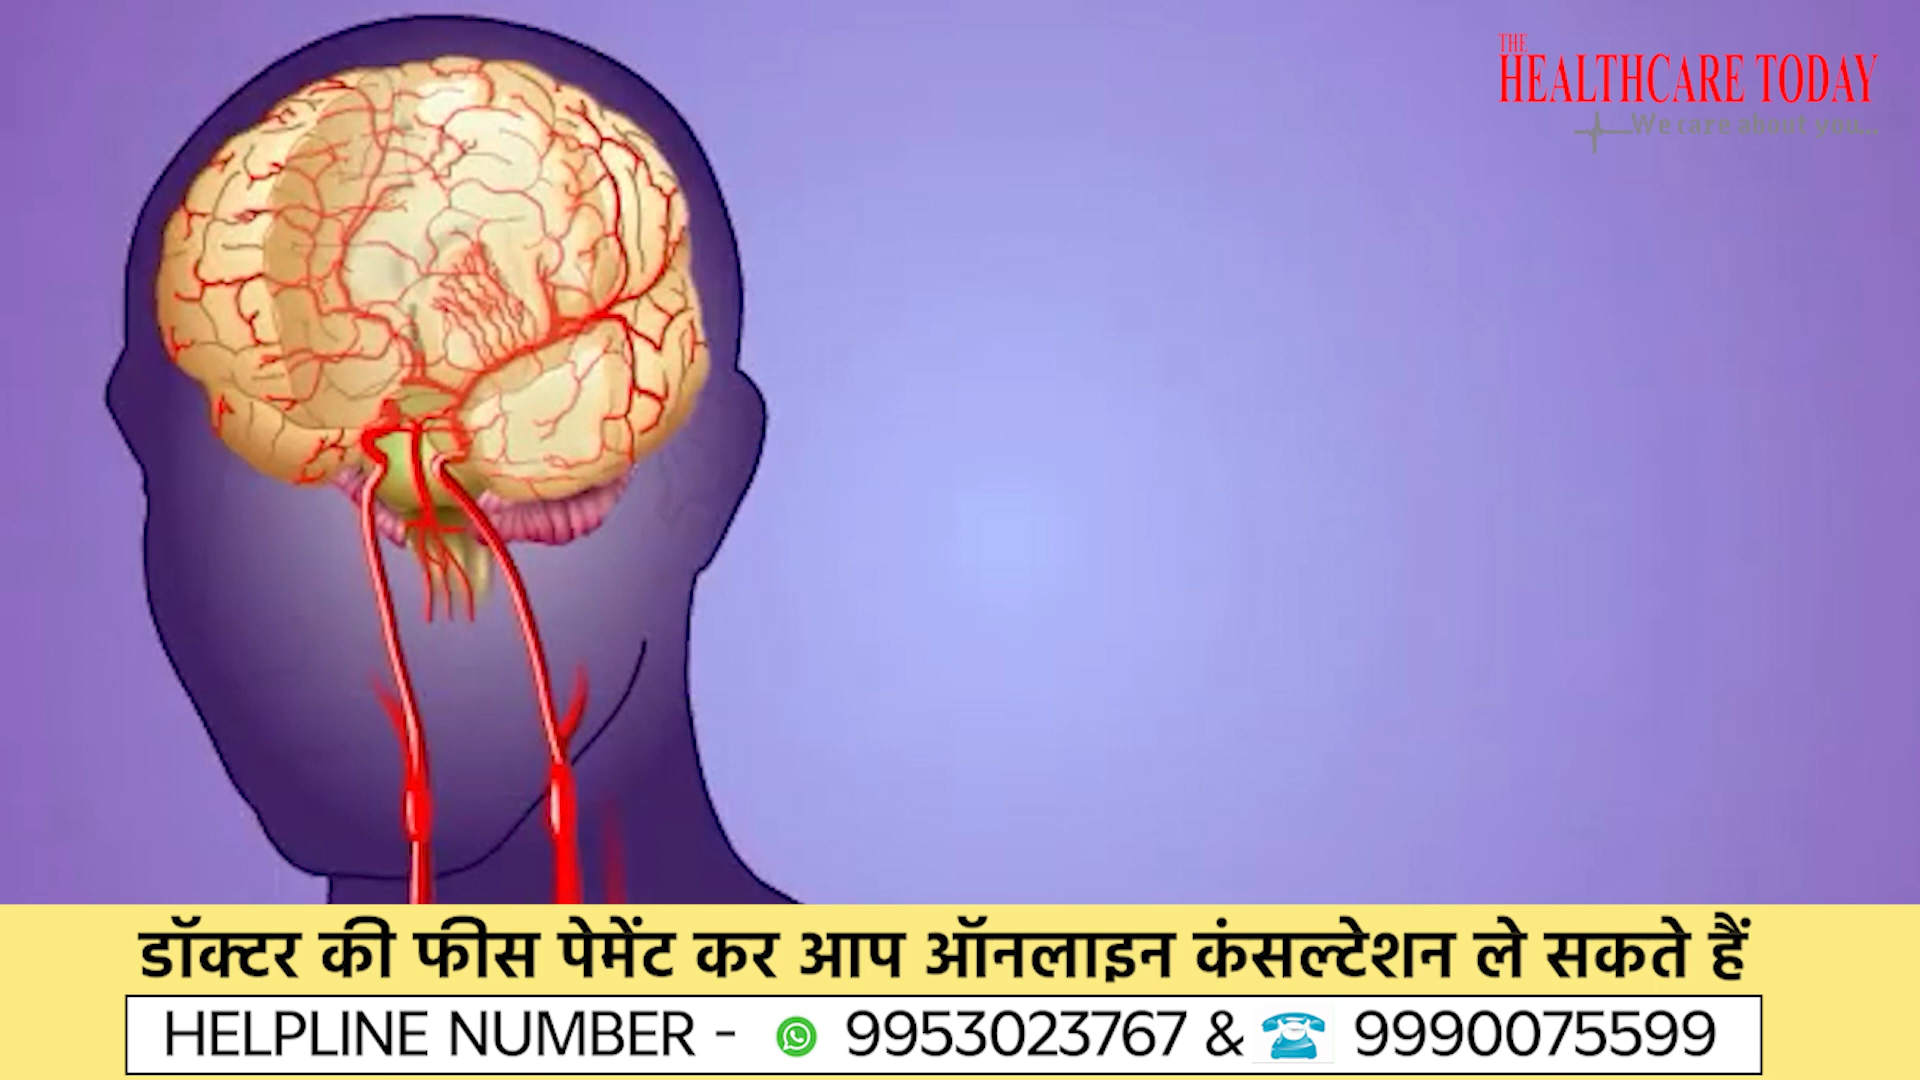 THE
HEALTHCARE TODAY
We care about you...
डॉक्टर की फीस पेमेंट कर आप ऑनलाइन कंसल्टेशन ले सकते हैं
HELPLINE NUMBER - 9953023767 & 9990075599